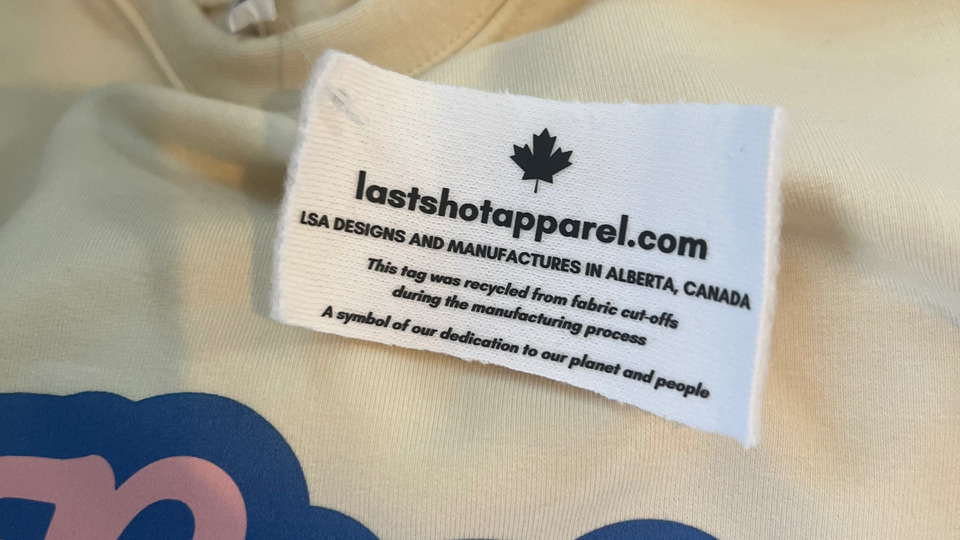 lastshotapparel.com
LSA DESIGNS AND MANUFACTURES IN ALBERTA, CANADA
This tag was recycled from fabric cut-offs
during the manufacturing process
A symbol of our dedication to our planet and people